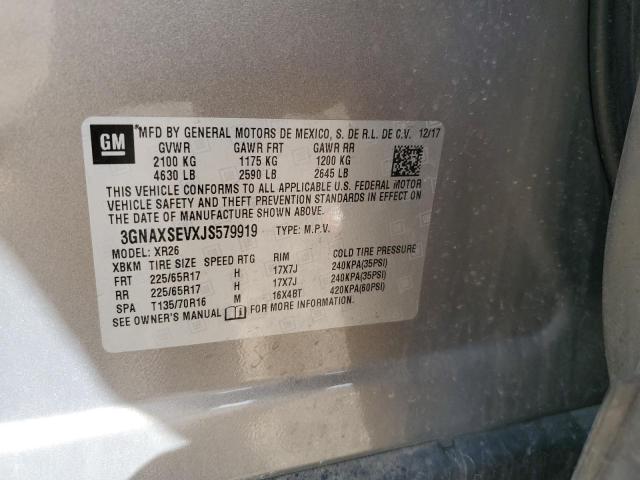 GM
MFD BY GENERAL MOTORS DE MEXICO, S. DE R.L. DE C.V. 12/17
GVWR GAWR FRT GAWR RR
2100 KG 1175 KG 1200 KG
4630 LB 2590 LB 2645 LB
THIS VEHICLE CONFORMS TO ALL APPLICABLE U.S. FEDERAL MOTOR
VEHICLE SAFETY AND THEFT PREVENTION STANDARDS IN EFFECT ON
THE DATE OF MANUFACTURE SHOWN ABOVE.
3GNAXSEVXJS579919 TYPE: M.P.V.
MODEL: XR26
XBKM TIRE SIZE SPEED RTG RIM COLD TIRE PRESSURE
FRT 225/65R17 H 17X7J 240KPA(35PSI)
RR 225/65R17 H 17X7J 240KPA(35PSI)
SPA T135/70R16 M 16X4BT 420KPA(60PSI)
SEE OWNER'S MANUAL FOR MORE INFORMATION.